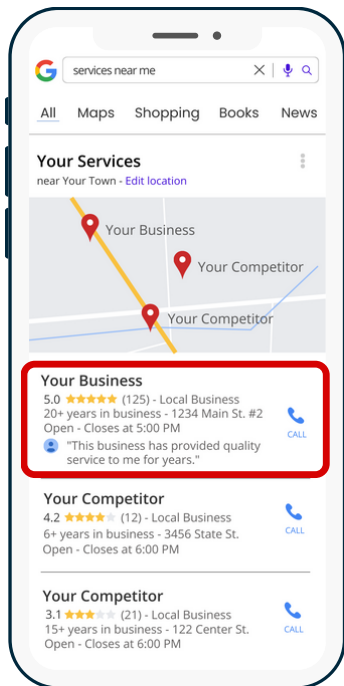 G services near me
All Maps Shopping Books News
Your Services
near Your Town - Edit location
Your Business
Your Competitor
Your Competitor
Your Business
5.0 (125) - Local Business
20+ years in business - 1234 Main St. #2
Open - Closes at 5:00 PM
CALL
"This business has provided quality
service to me for years."
Your Competitor
4.2 (12) - Local Business
6+ years in business - 3456 State St.
Open - Closes at 6:00 PM
CALL
Your Competitor
3.1 (21) - Local Business
15+ years in business - 122 Center St.
Open - Closes at 6:00 PM
CALL